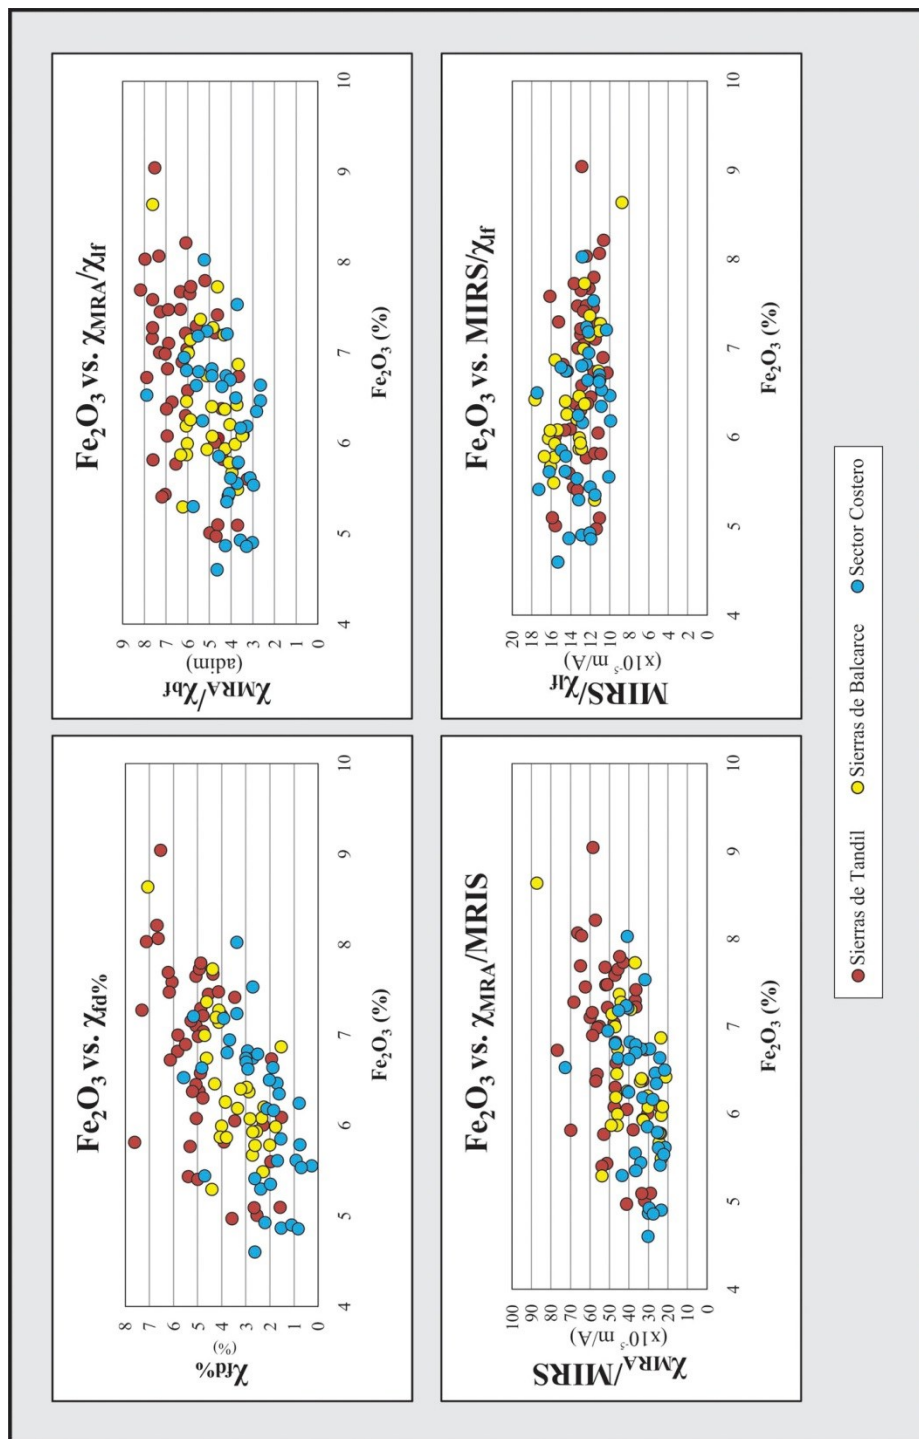 Fe₂O₃ vs. χfd%
χfd%
(%)
8
7
6
5
4
3
2
1
0
4 5 6 7 8 9 10
Fe₂O₃ (%)
Fe₂O₃ vs. χMRA/χlf
χMRA/χbf
(adim)
9
8
7
6
5
4
3
2
1
0
4 5 6 7 8 9 10
Fe₂O₃ (%)
Fe₂O₃ vs. χMRA/MRIS
χMRA/MIRS
(x10⁻⁵ m/A)
100
90
80
70
60
50
40
30
20
10
0
4 5 6 7 8 9 10
Fe₂O₃ (%)
Fe₂O₃ vs. MIRS/χlf
MIRS/χlf
(x10⁻⁵ m/A)
20
18
16
14
12
10
8
6
4
2
0
4 5 6 7 8 9 10
Fe₂O₃ (%)
Sierras de Tandil Sierras de Balcarce Sector Costero